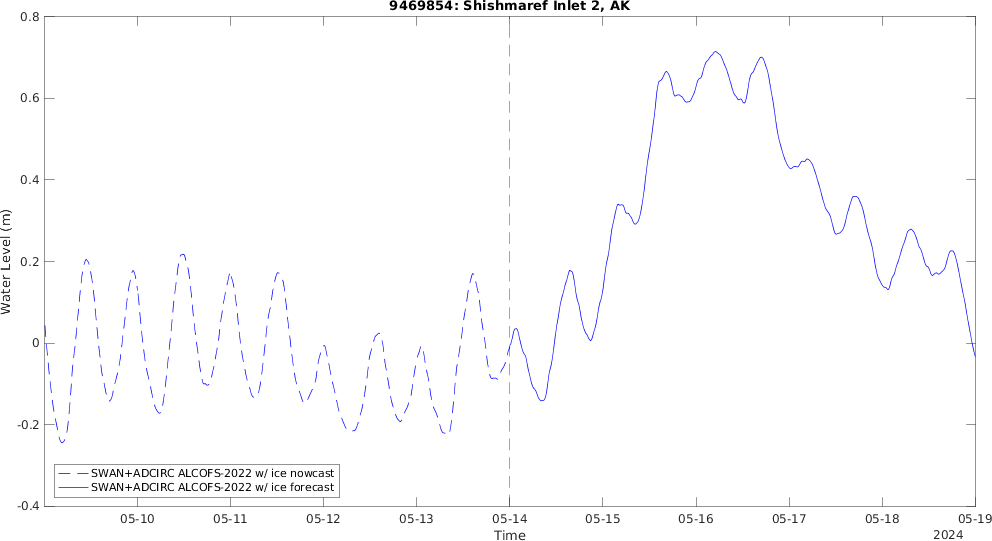 9469854: Shishmaref Inlet 2, AK
0.8
0.6
0.4
0.2
0
-0.2
-0.4
Water Level (m)
SWAN+ADCIRC ALCOFS-2022 w/ ice nowcast
SWAN+ADCIRC ALCOFS-2022 w/ ice forecast
05-10 05-11 05-12 05-13 05-14 05-15 05-16 05-17 05-18 05-19
Time
2024